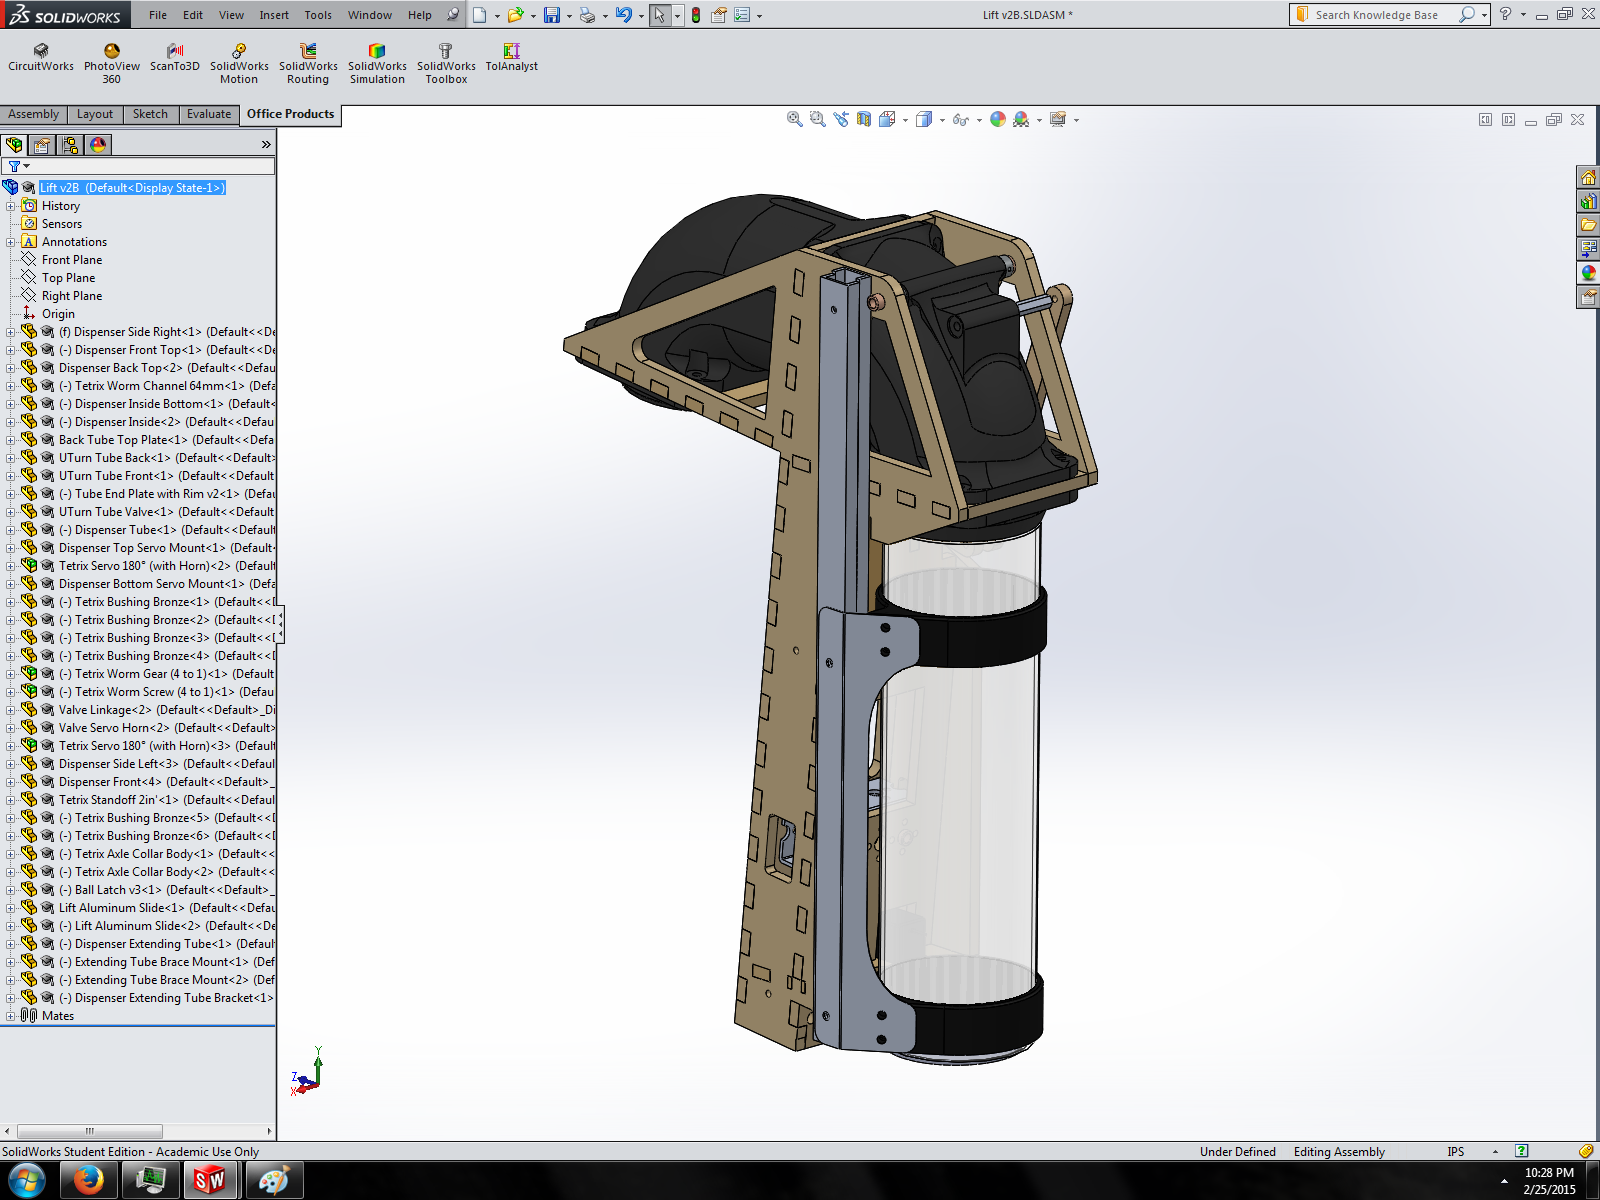 SOLIDWORKS
File Edit View Insert Tools Window Help
Lift v2B.SLDASM *
Search Knowledge Base
CircuitWorks
PhotoView 360
ScanTo3D
SolidWorks Motion
SolidWorks Routing
SolidWorks Simulation
SolidWorks Toolbox
TolAnalyst
Assembly Layout Sketch Evaluate Office Products
Lift v2B (Default<Display State-1>)
History
Sensors
Annotations
Front Plane
Top Plane
Right Plane
Origin
(f) Dispenser Side Right<1> (Default<<De
(-) Dispenser Front Top<1> (Default<<De
Dispenser Back Top<2> (Default<<Defau
(-) Tetrix Worm Channel 64mm<1> (Defa
(-) Dispenser Inside Bottom<1> (Default<
(-) Dispenser Inside<2> (Default<<Defau
Back Tube Top Plate<1> (Default<<Defa
UTurn Tube Back<1> (Default<<Default>
UTurn Tube Front<1> (Default<<Default
(-) Tube End Plate with Rim v2<1> (Defau
UTurn Tube Valve<1> (Default<<Default
(-) Dispenser Tube<1> (Default<<Default
Dispenser Top Servo Mount<1> (Default<
Tetrix Servo 180° (with Horn)<2> (Default
Dispenser Bottom Servo Mount<1> (Defa
(-) Tetrix Bushing Bronze<1> (Default<<D
(-) Tetrix Bushing Bronze<2> (Default<<D
(-) Tetrix Bushing Bronze<3> (Default<<D
(-) Tetrix Bushing Bronze<4> (Default<<D
(-) Tetrix Worm Gear (4 to 1)<1> (Default
(-) Tetrix Worm Screw (4 to 1)<1> (Defau
Valve Linkage<2> (Default<<Default>_Di
Valve Servo Horn<2> (Default<<Default>
Tetrix Servo 180° (with Horn)<3> (Default
Dispenser Side Left<3> (Default<<Defaul
Dispenser Front<4> (Default<<Default>_
Tetrix Standoff 2in'<1> (Default<<Defaul
(-) Tetrix Bushing Bronze<5> (Default<<D
(-) Tetrix Bushing Bronze<6> (Default<<D
(-) Tetrix Axle Collar Body<1> (Default<<
(-) Tetrix Axle Collar Body<2> (Default<<
(-) Ball Latch v3<1> (Default<<Default>_
Lift Aluminum Slide<1> (Default<<Defau
(-) Lift Aluminum Slide<2> (Default<<De
(-) Dispenser Extending Tube<1> (Defaul
(-) Extending Tube Brace Mount<1> (Def
(-) Extending Tube Brace Mount<2> (Def
(-) Dispenser Extending Tube Bracket<1>
Mates
Y
Z
X
SolidWorks Student Edition - Academic Use Only
Under Defined Editing Assembly IPS
10:28 PM
2/25/2015